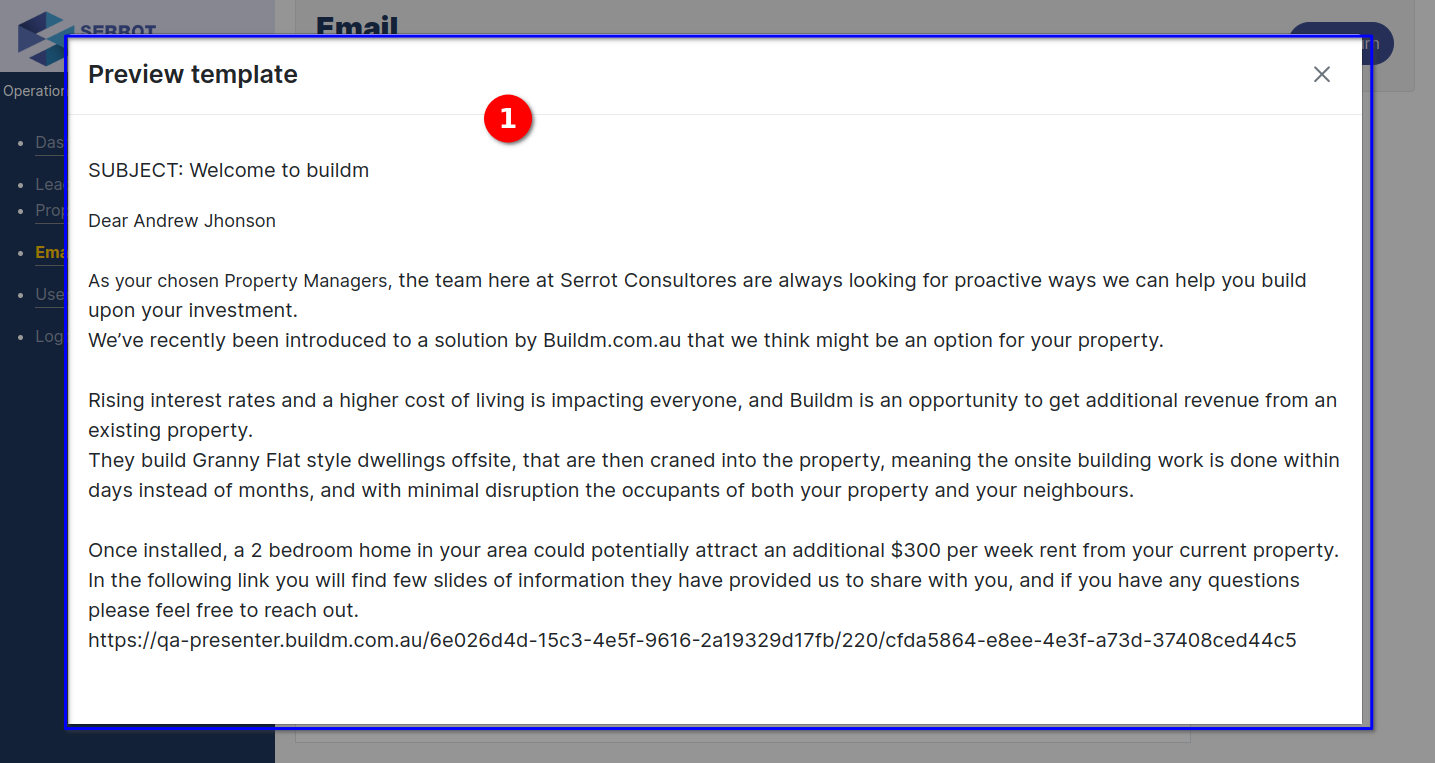 SERROT
Email
Preview template
1
SUBJECT: Welcome to buildm
Dear Andrew Jhonson
As your chosen Property Managers, the team here at Serrot Consultores are always looking for proactive ways we can help you build
upon your investment.
We’ve recently been introduced to a solution by Buildm.com.au that we think might be an option for your property.
Rising interest rates and a higher cost of living is impacting everyone, and Buildm is an opportunity to get additional revenue from an
existing property.
They build Granny Flat style dwellings offsite, that are then craned into the property, meaning the onsite building work is done within
days instead of months, and with minimal disruption the occupants of both your property and your neighbours.
Once installed, a 2 bedroom home in your area could potentially attract an additional $300 per week rent from your current property.
In the following link you will find few slides of information they have provided us to share with you, and if you have any questions
please feel free to reach out.
https://qa-presenter.buildm.com.au/6e026d4d-15c3-4e5f-9616-2a19329d17fb/220/cfda5864-e8ee-4e3f-a73d-37408ced44c5